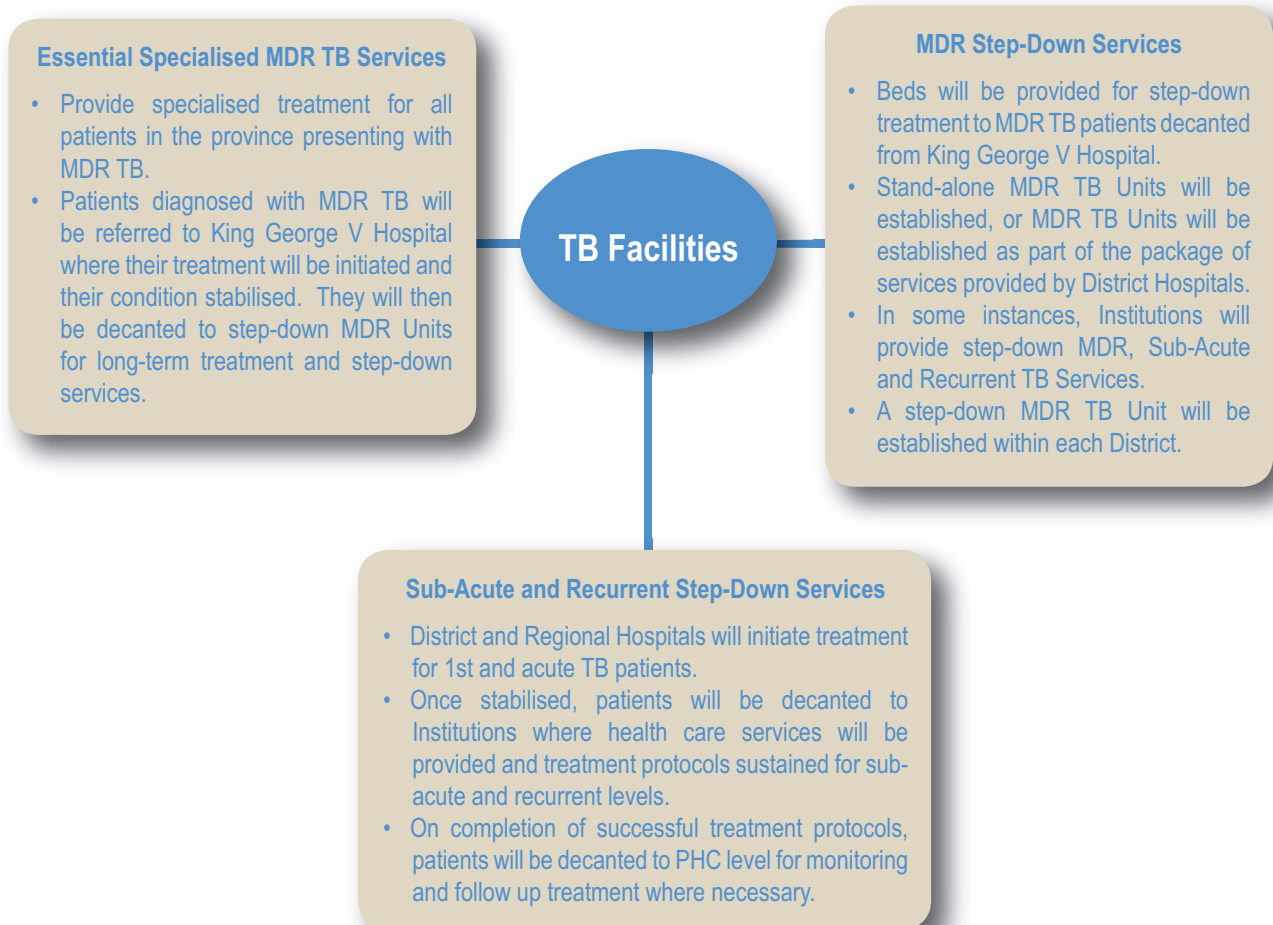 Essential Specialised MDR TB Services
• Provide specialised treatment for all
patients in the province presenting with
MDR TB.
• Patients diagnosed with MDR TB will
be referred to King George V Hospital
where their treatment will be initiated and
their condition stabilised. They will then
be decanted to step-down MDR Units
for long-term treatment and step-down
services.
TB Facilities
MDR Step-Down Services
• Beds will be provided for step-down
treatment to MDR TB patients decanted
from King George V Hospital.
• Stand-alone MDR TB Units will be
established, or MDR TB Units will be
established as part of the package of
services provided by District Hospitals.
• In some instances, Institutions will
provide step-down MDR, Sub-Acute
and Recurrent TB Services.
• A step-down MDR TB Unit will be
established within each District.
Sub-Acute and Recurrent Step-Down Services
• District and Regional Hospitals will initiate treatment
for 1st and acute TB patients.
• Once stabilised, patients will be decanted to
Institutions where health care services will be
provided and treatment protocols sustained for sub-
acute and recurrent levels.
• On completion of successful treatment protocols,
patients will be decanted to PHC level for monitoring
and follow up treatment where necessary.